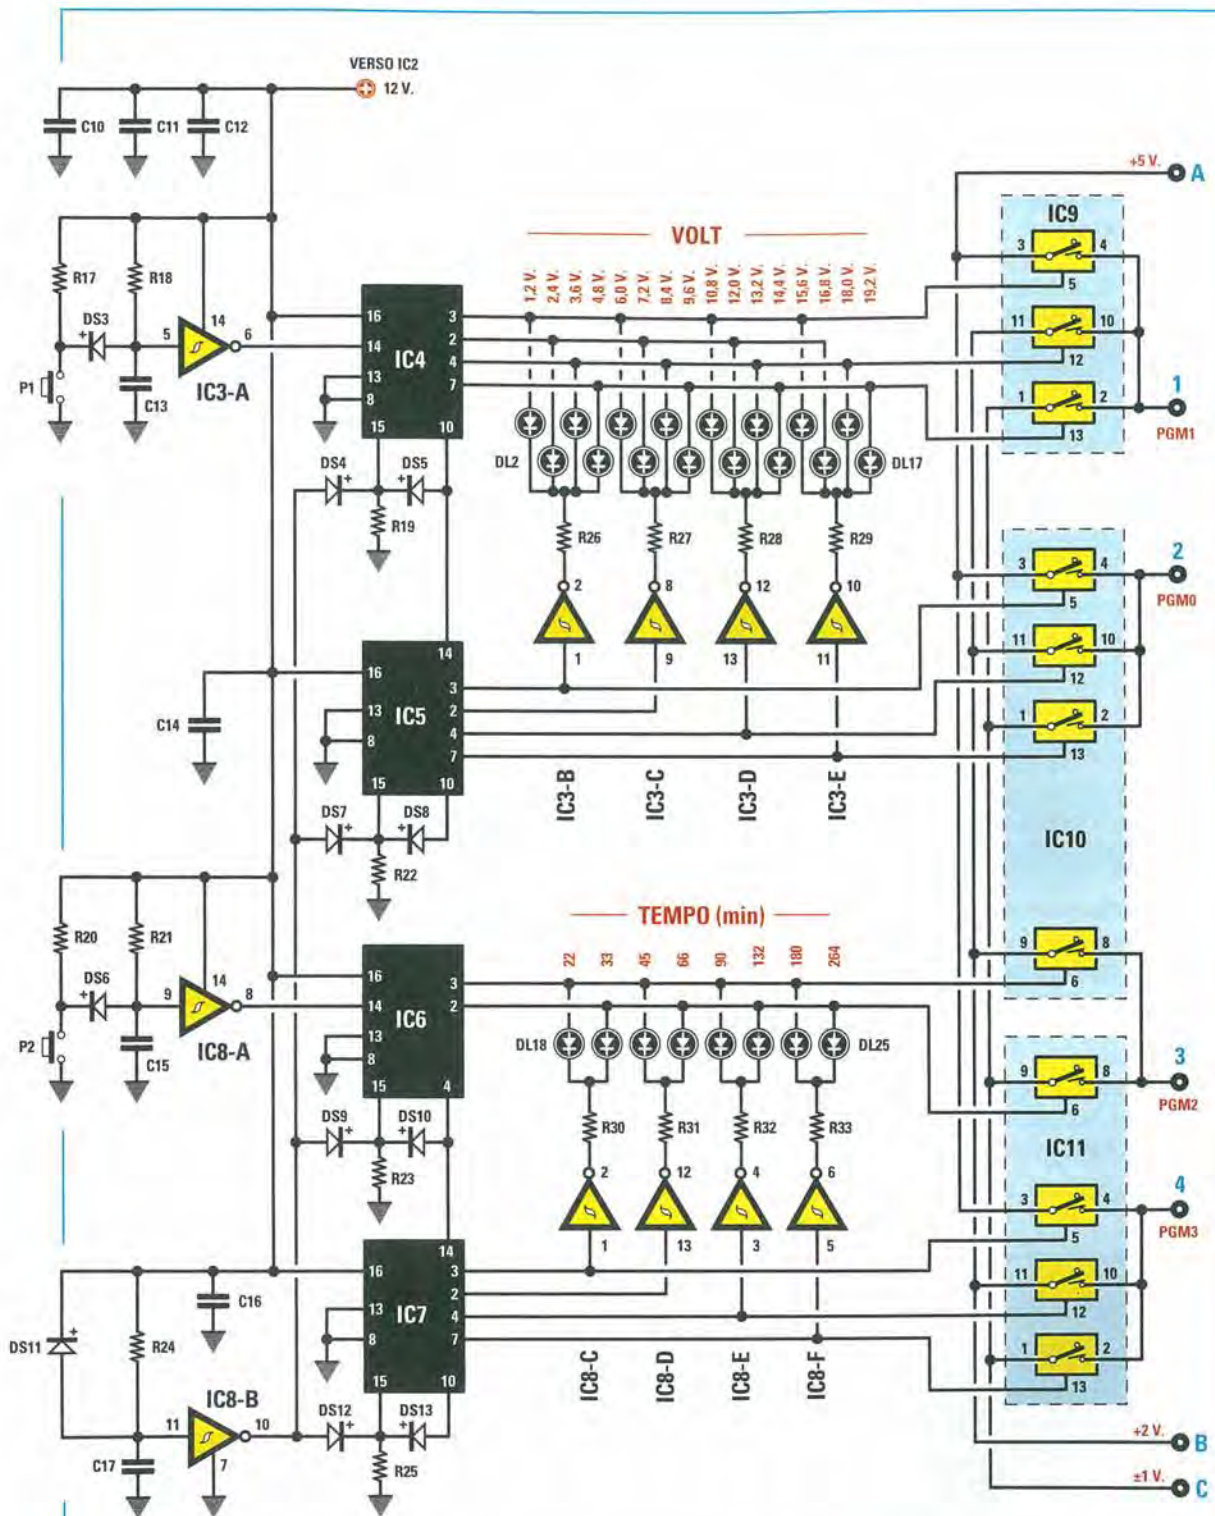 VERSO IC2
12 V.
C10
C11
C12
+5 V.
A
R17
R18
DS3
+
14
5
6
IC3-A
P1
C13
16
14
13
8
15
10
3
2
4
7
IC4
VOLT
1,2 V.
2,4 V.
3,6 V.
4,8 V.
6,0 V.
7,2 V.
8,4 V.
9,6 V.
10,8 V.
12,0 V.
13,2 V.
14,4 V.
15,6 V.
16,8 V.
18,0 V.
19,2 V.
DL2
DL17
IC9
3
4
5
11
10
12
1
2
13
1
PGM1
DS4
+
DS5
+
R19
R26
R27
R28
R29
2
8
12
10
1
9
13
11
3
4
5
11
10
12
1
2
13
2
PGM0
C14
14
16
13
8
15
10
3
2
4
7
IC5
IC3-B
IC3-C
IC3-D
IC3-E
DS7
+
DS8
+
R22
IC10
9
8
6
R20
R21
DS6
+
14
9
8
IC8-A
P2
C15
16
14
13
8
15
4
3
2
IC6
TEMPO (min)
22
33
45
66
90
132
180
264
DL18
DL25
9
8
6
3
PGM2
DS9
+
DS10
+
R23
R30
R31
R32
R33
2
12
4
6
1
13
3
5
IC11
3
4
5
11
10
12
1
2
13
4
PGM3
14
16
13
8
15
10
3
2
4
7
IC7
C16
DS11
+
R24
IC8-B
11
10
7
C17
DS12
+
DS13
+
R25
IC8-C
IC8-D
IC8-E
IC8-F
+2 V.
B
±1 V.
C